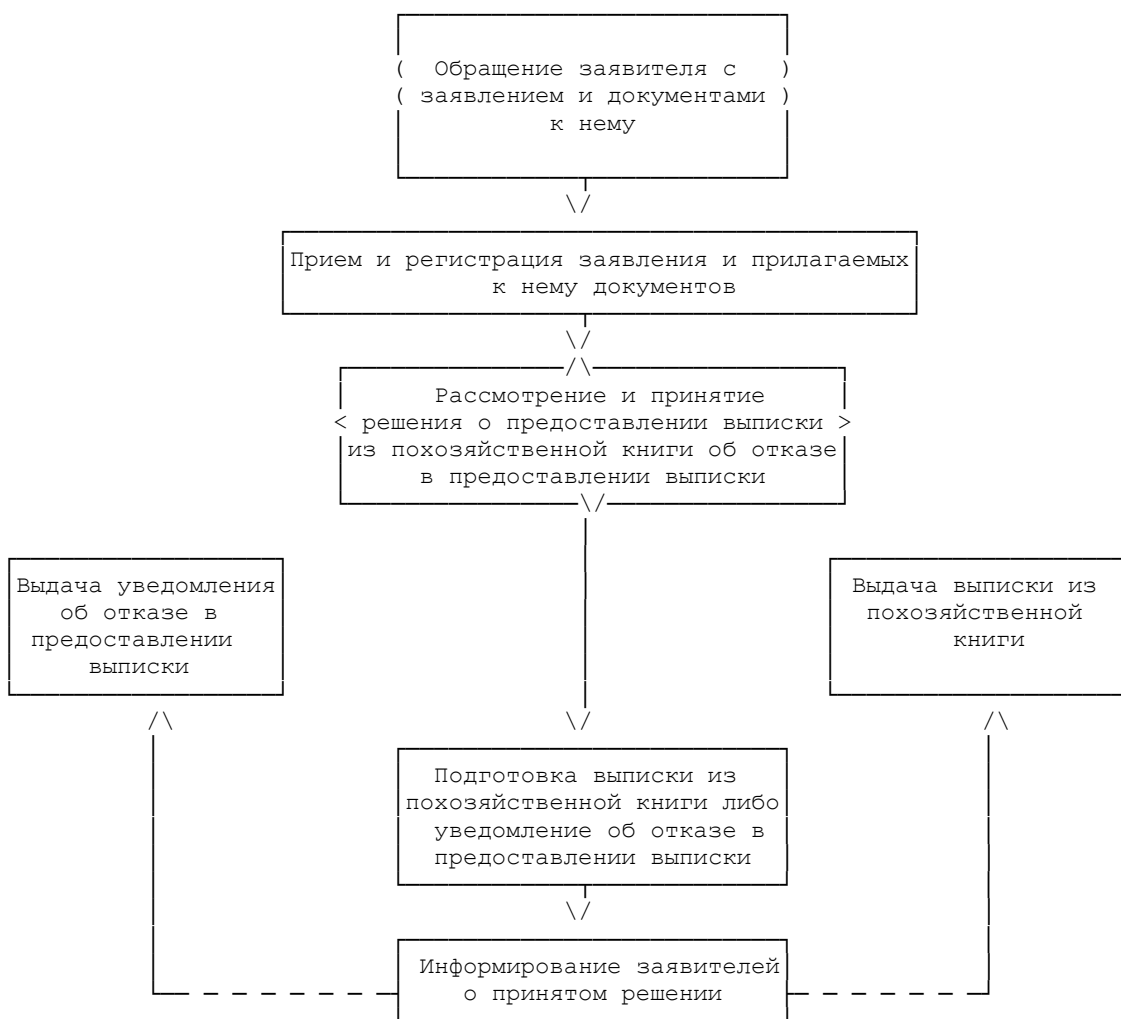 Обращение заявителя с
заявлением и документами
к нему
Прием и регистрация заявления и прилагаемых
к нему документов
Рассмотрение и принятие
решения о предоставлении выписки
из похозяйственной книги об отказе
в предоставлении выписки
Выдача уведомления
об отказе в
предоставлении
выписки
Выдача выписки из
похозяйственной
книги
Подготовка выписки из
похозяйственной книги либо
уведомление об отказе в
предоставлении выписки
Информирование заявителей
о принятом решении